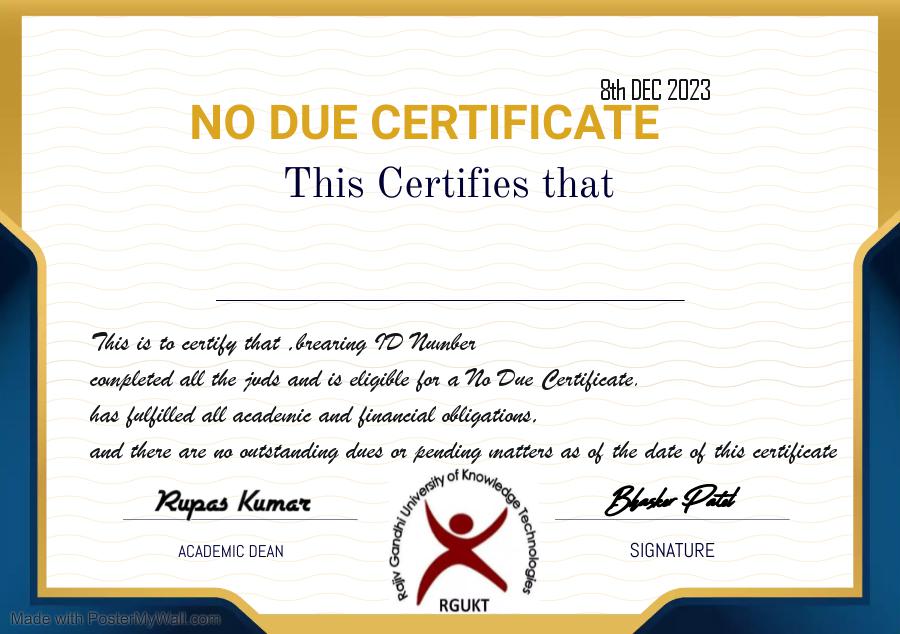 8th DEC 2023
NO DUE CERTIFICATE
This Certifies that
This is to certify that ,brearing ID Number
completed all the jvds and is eligible for a No Due Certificate.
has fulfilled all academic and financial obligations,
and there are no outstanding dues or pending matters as of the date of this certificate
Rupas Kumar
ACADEMIC DEAN
Rajiv Gandhi University of Knowledge Technologies
RGUKT
Bhasker Patel
SIGNATURE
Made with PosterMyWall.com